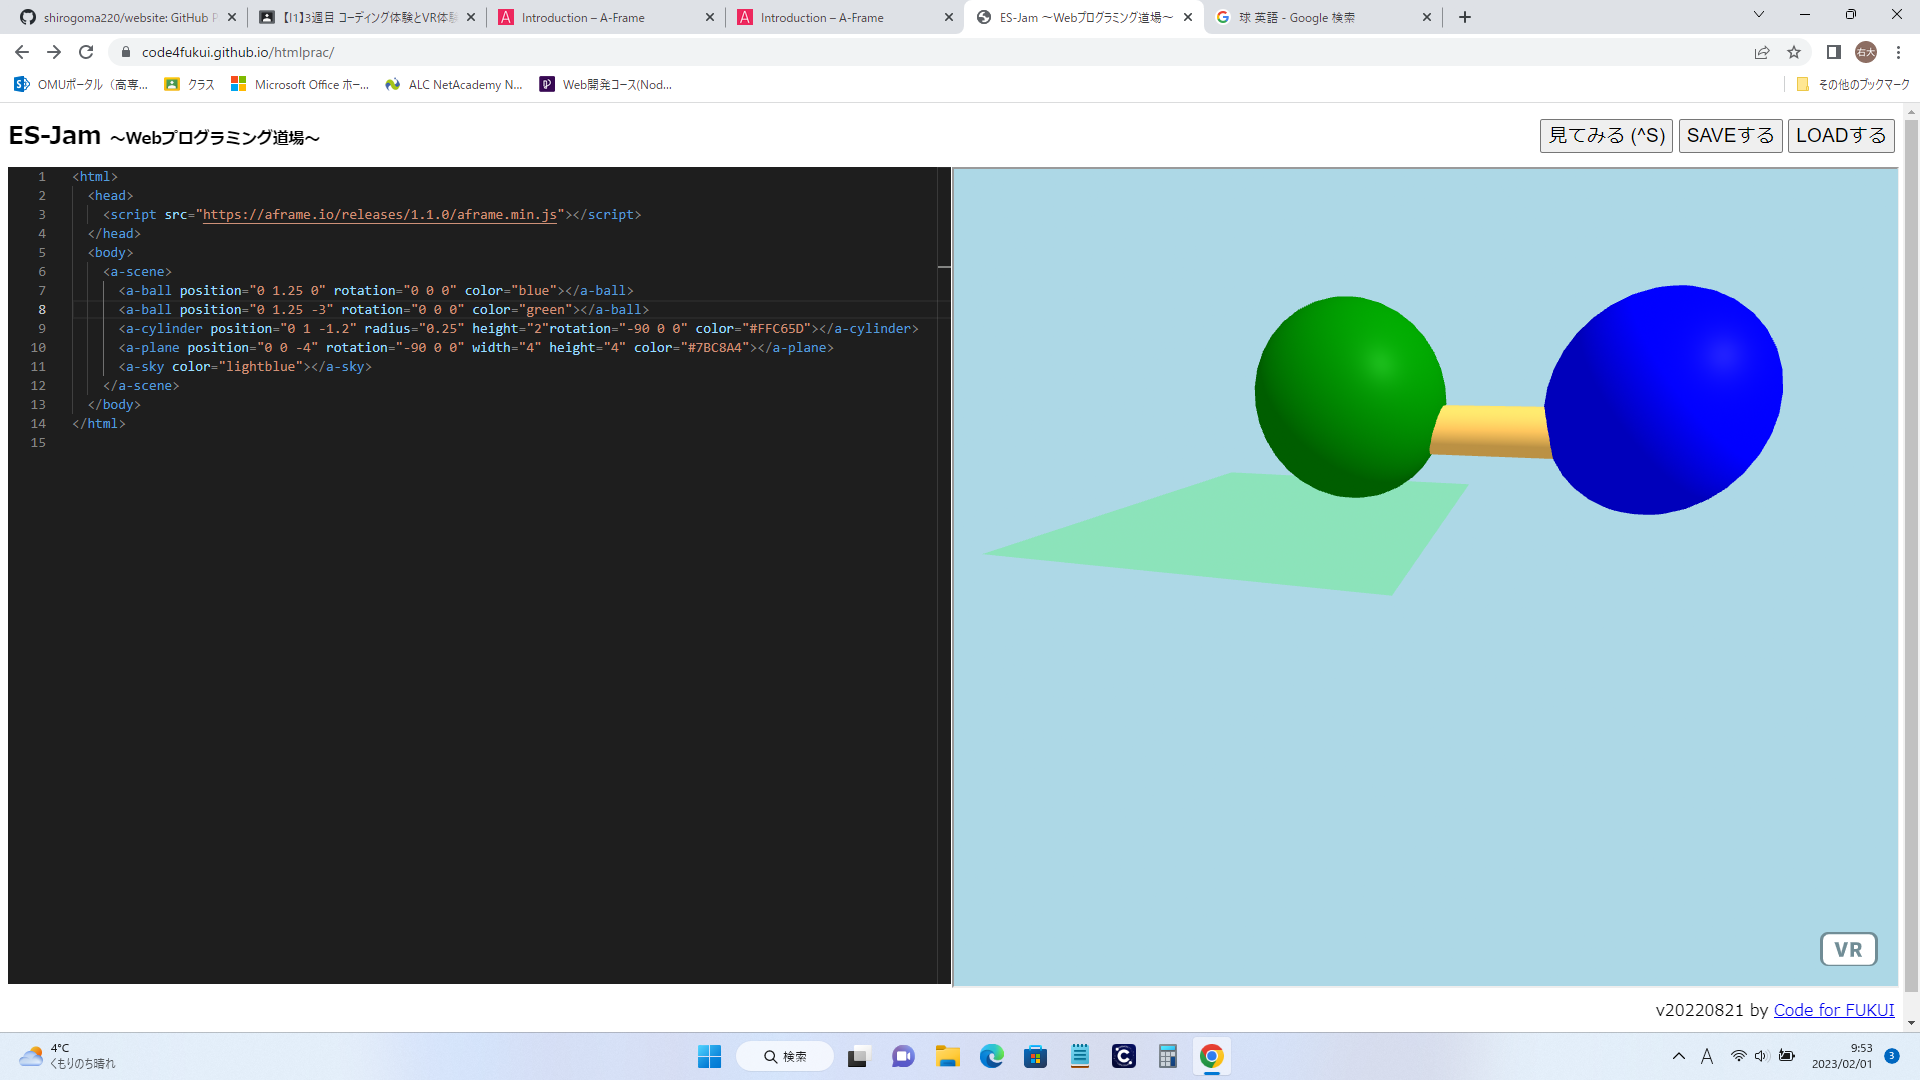 shirogoma220/website: GitHub P
【I1】3週目 コーディング体験とVR体験
Introduction – A-Frame
Introduction – A-Frame
ES-Jam 〜Webプログラミング道場〜
球 英語 - Google 検索
code4fukui.github.io/htmlprac/
右大
OMUポータル（高専...
クラス
Microsoft Office ホー...
ALC NetAcademy N...
Web開発コース(Nod...
その他のブックマーク
ES-Jam 〜Webプログラミング道場〜
見てみる (^S)
SAVEする
LOADする
1 <html>
2 <head>
3 <script src="https://aframe.io/releases/1.1.0/aframe.min.js"></script>
4 </head>
5 <body>
6 <a-scene>
7 <a-ball position="0 1.25 0" rotation="0 0 0" color="blue"></a-ball>
8 <a-ball position="0 1.25 -3" rotation="0 0 0" color="green"></a-ball>
9 <a-cylinder position="0 1 -1.2" radius="0.25" height="2"rotation="-90 0 0" color="#FFC65D"></a-cylinder>
10 <a-plane position="0 0 -4" rotation="-90 0 0" width="4" height="4" color="#7BC8A4"></a-plane>
11 <a-sky color="lightblue"></a-sky>
12 </a-scene>
13 </body>
14 </html>
15
VR
v20220821 by Code for FUKUI
4°C
くもりのち晴れ
検索
A
9:53
2023/02/01
3